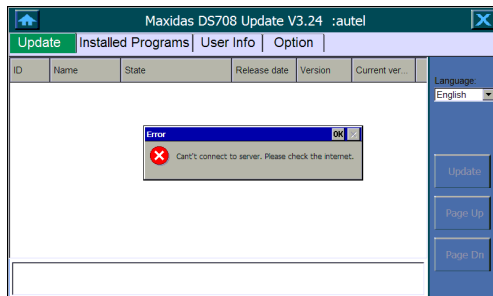 Maxidas DS708 Update V3.24 :autel
Update Installed Programs User Info Option
ID Name State Release date Version Current ver...
Language:
English
Error OK
Cant't connect to server. Please check the internet.
Update
Page Up
Page Dn